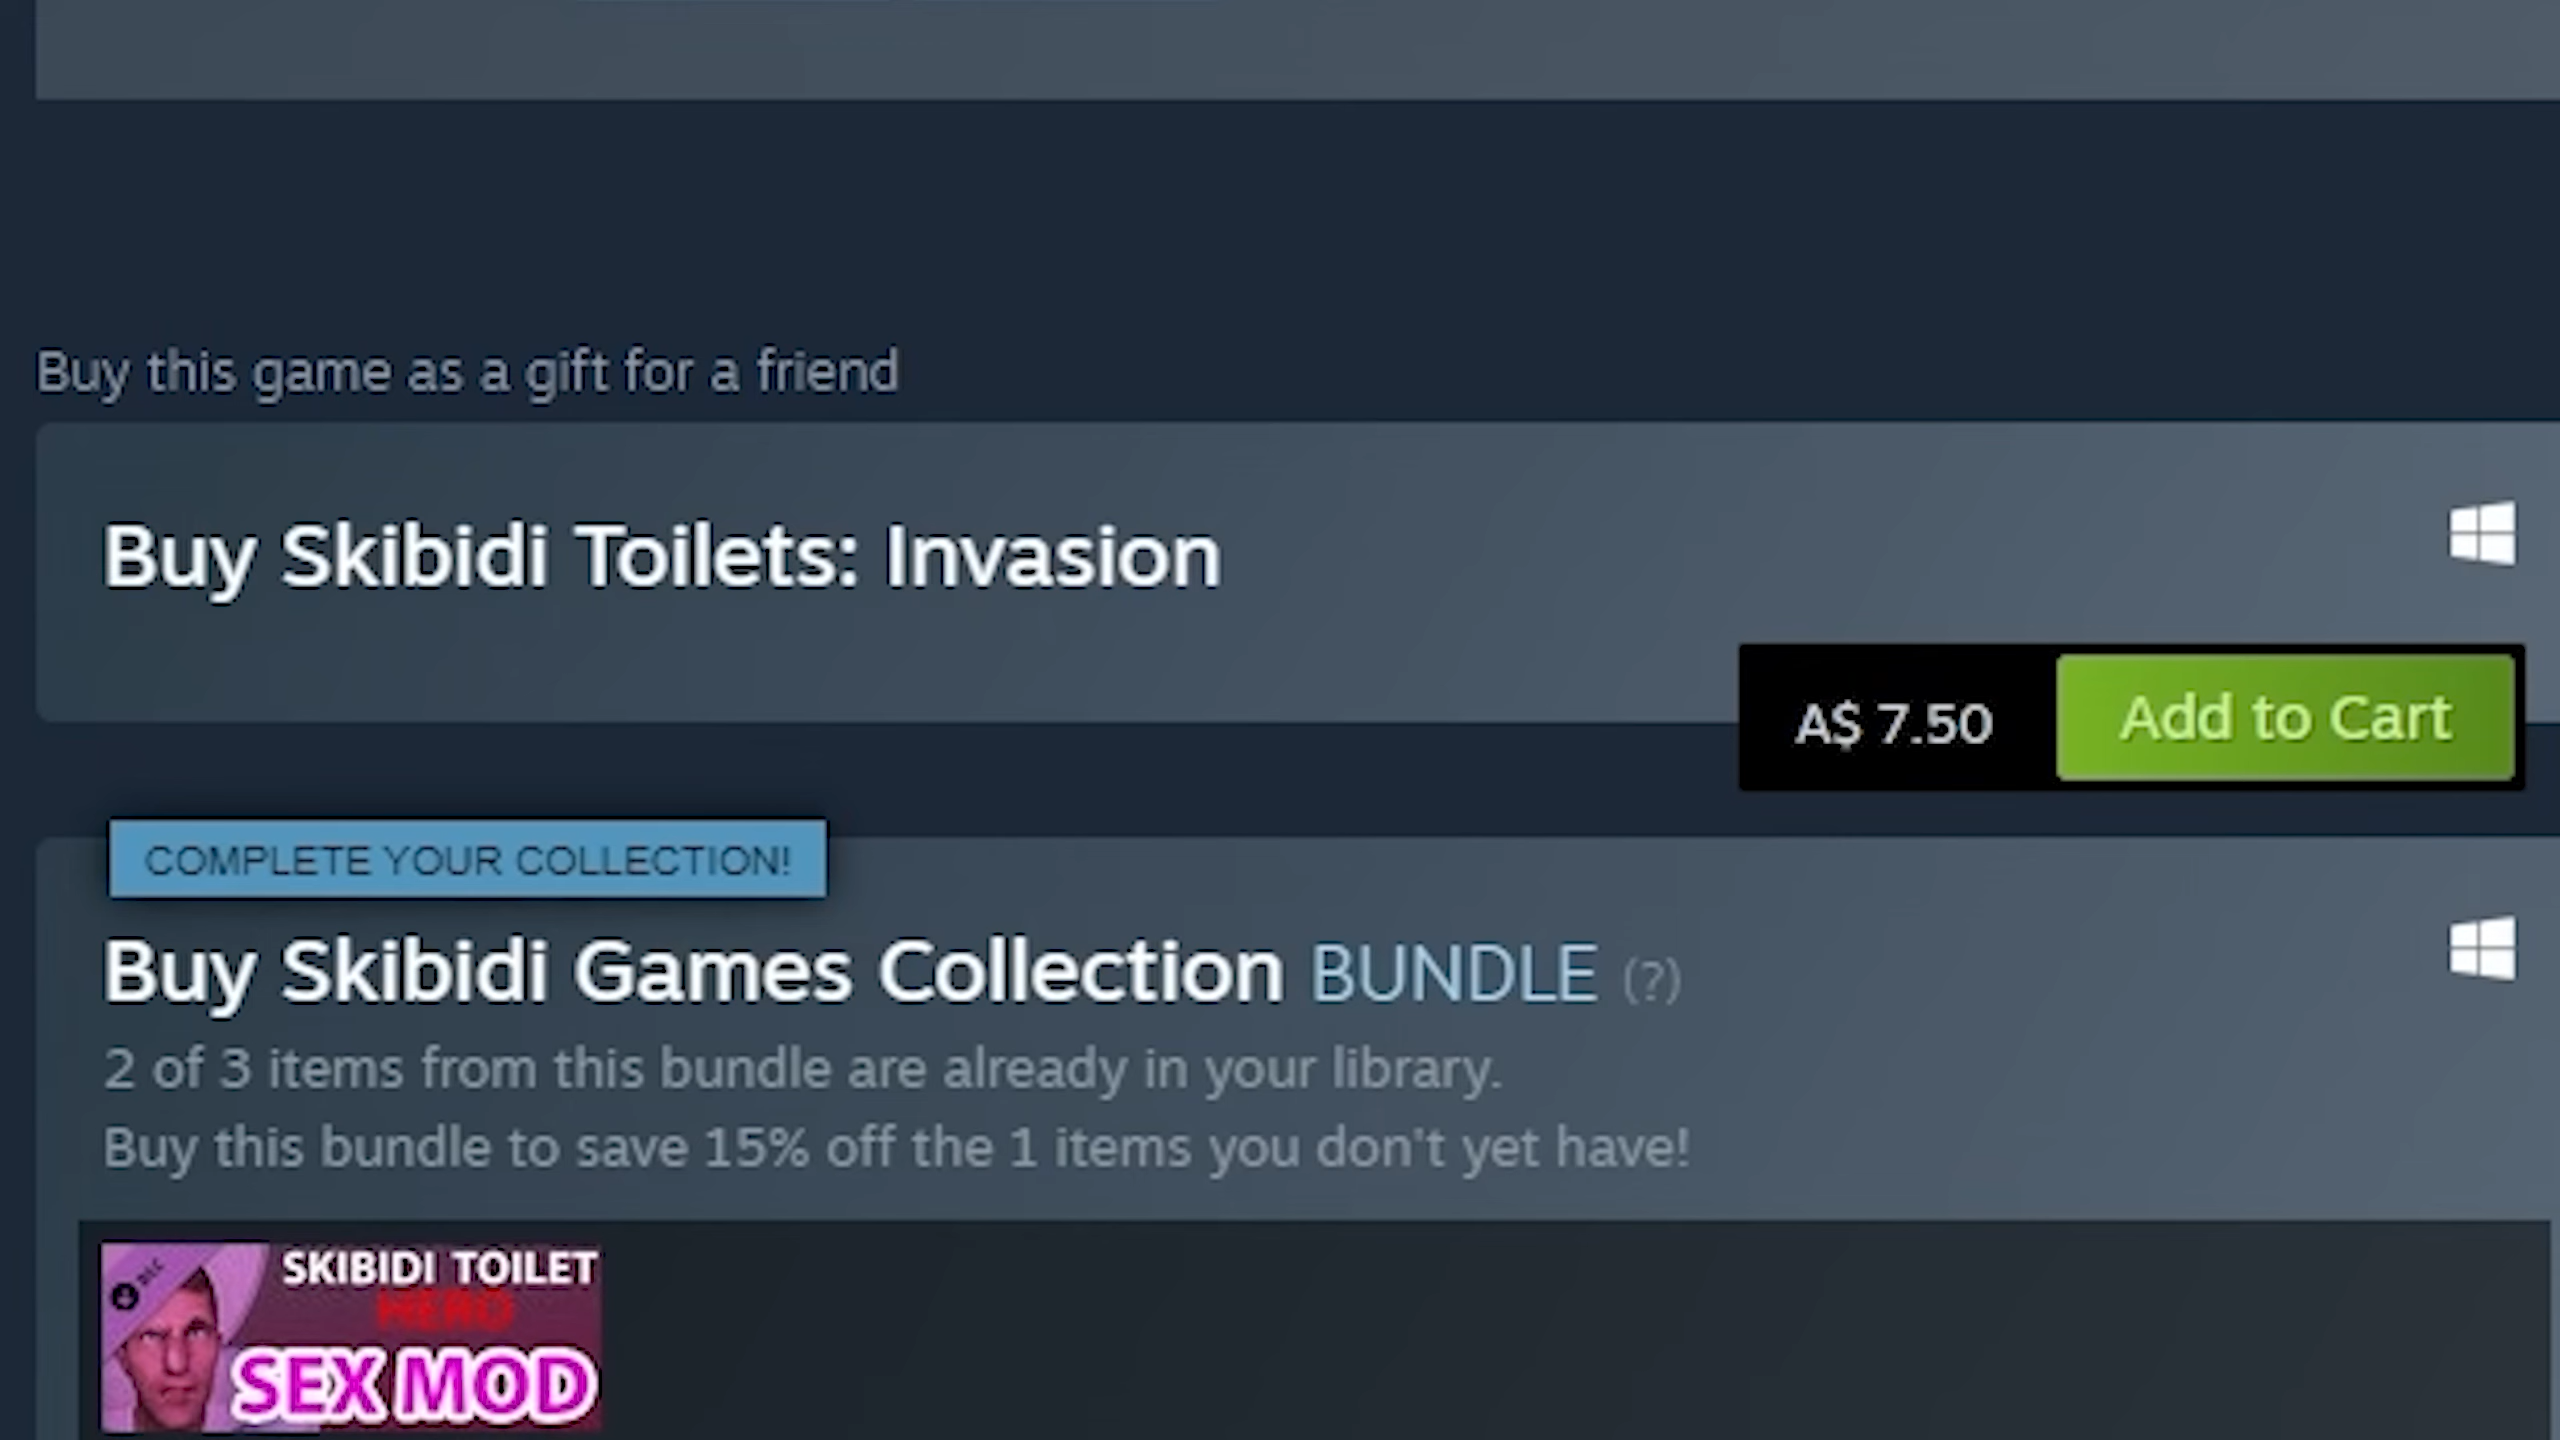 Buy this game as a gift for a friend
Buy Skibidi Toilets: Invasion
A$ 7.50
Add to Cart
COMPLETE YOUR COLLECTION!
Buy Skibidi Games Collection BUNDLE (?)
2 of 3 items from this bundle are already in your library.
Buy this bundle to save 15% off the 1 items you don't yet have!
DLC
SKIBIDI TOILET
HERO
SEX MOD